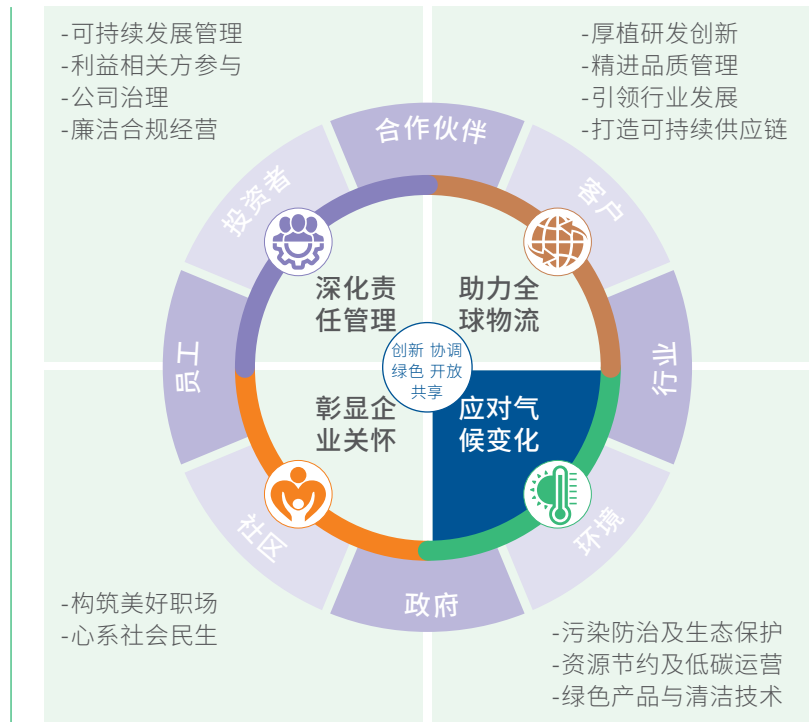 -可持续发展管理
-利益相关方参与
-公司治理
-廉洁合规经营
-厚植研发创新
-精进品质管理
-引领行业发展
-打造可持续供应链
合作伙伴
投资者
客户
员工
行业
社区
环境
政府
深化责
任管理
助力全
球物流
创新 协调
绿色 开放
共享
彰显企
业关怀
应对气
候变化
-构筑美好职场
-心系社会民生
-污染防治及生态保护
-资源节约及低碳运营
-绿色产品与清洁技术